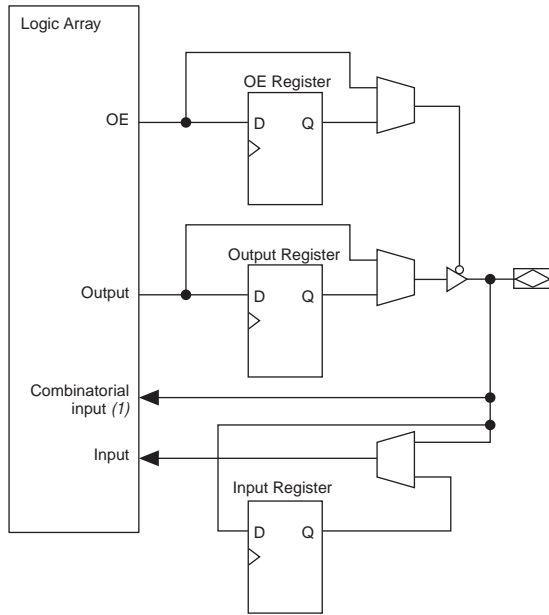 Logic Array
OE Register
OE
D Q
Output Register
Output
D Q
Combinatorial
input (1)
Input
Input Register
D Q